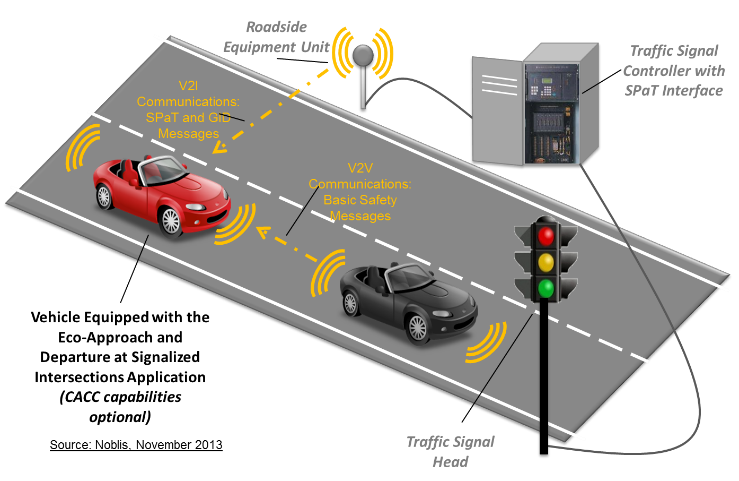 Roadside
Equipment Unit
Traffic Signal
Controller with
SPaT Interface
V2I
Communications:
SPaT and GID
Messages
V2V
Communications:
Basic Safety
Messages
Vehicle Equipped with the
Eco-Approach and
Departure at Signalized
Intersections Application
(CACC capabilities
optional)
Source: Noblis, November 2013
Traffic Signal
Head